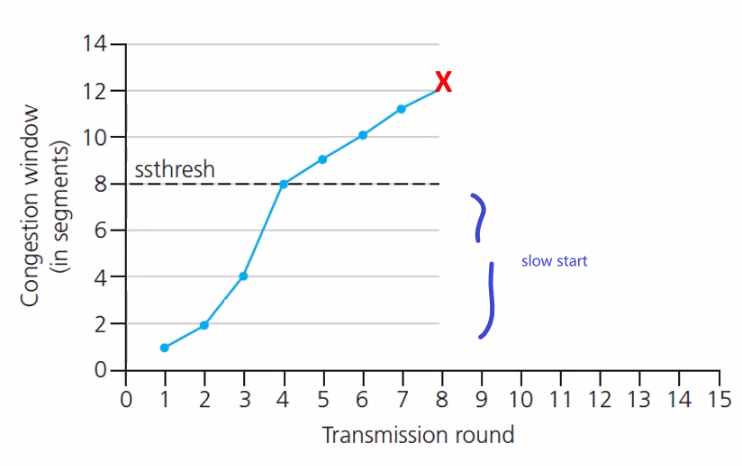 14
12
10
8
6
4
2
0
Congestion window
(in segments)
ssthresh
X
slow start
0 1 2 3 4 5 6 7 8 9 10 11 12 13 14 15
Transmission round